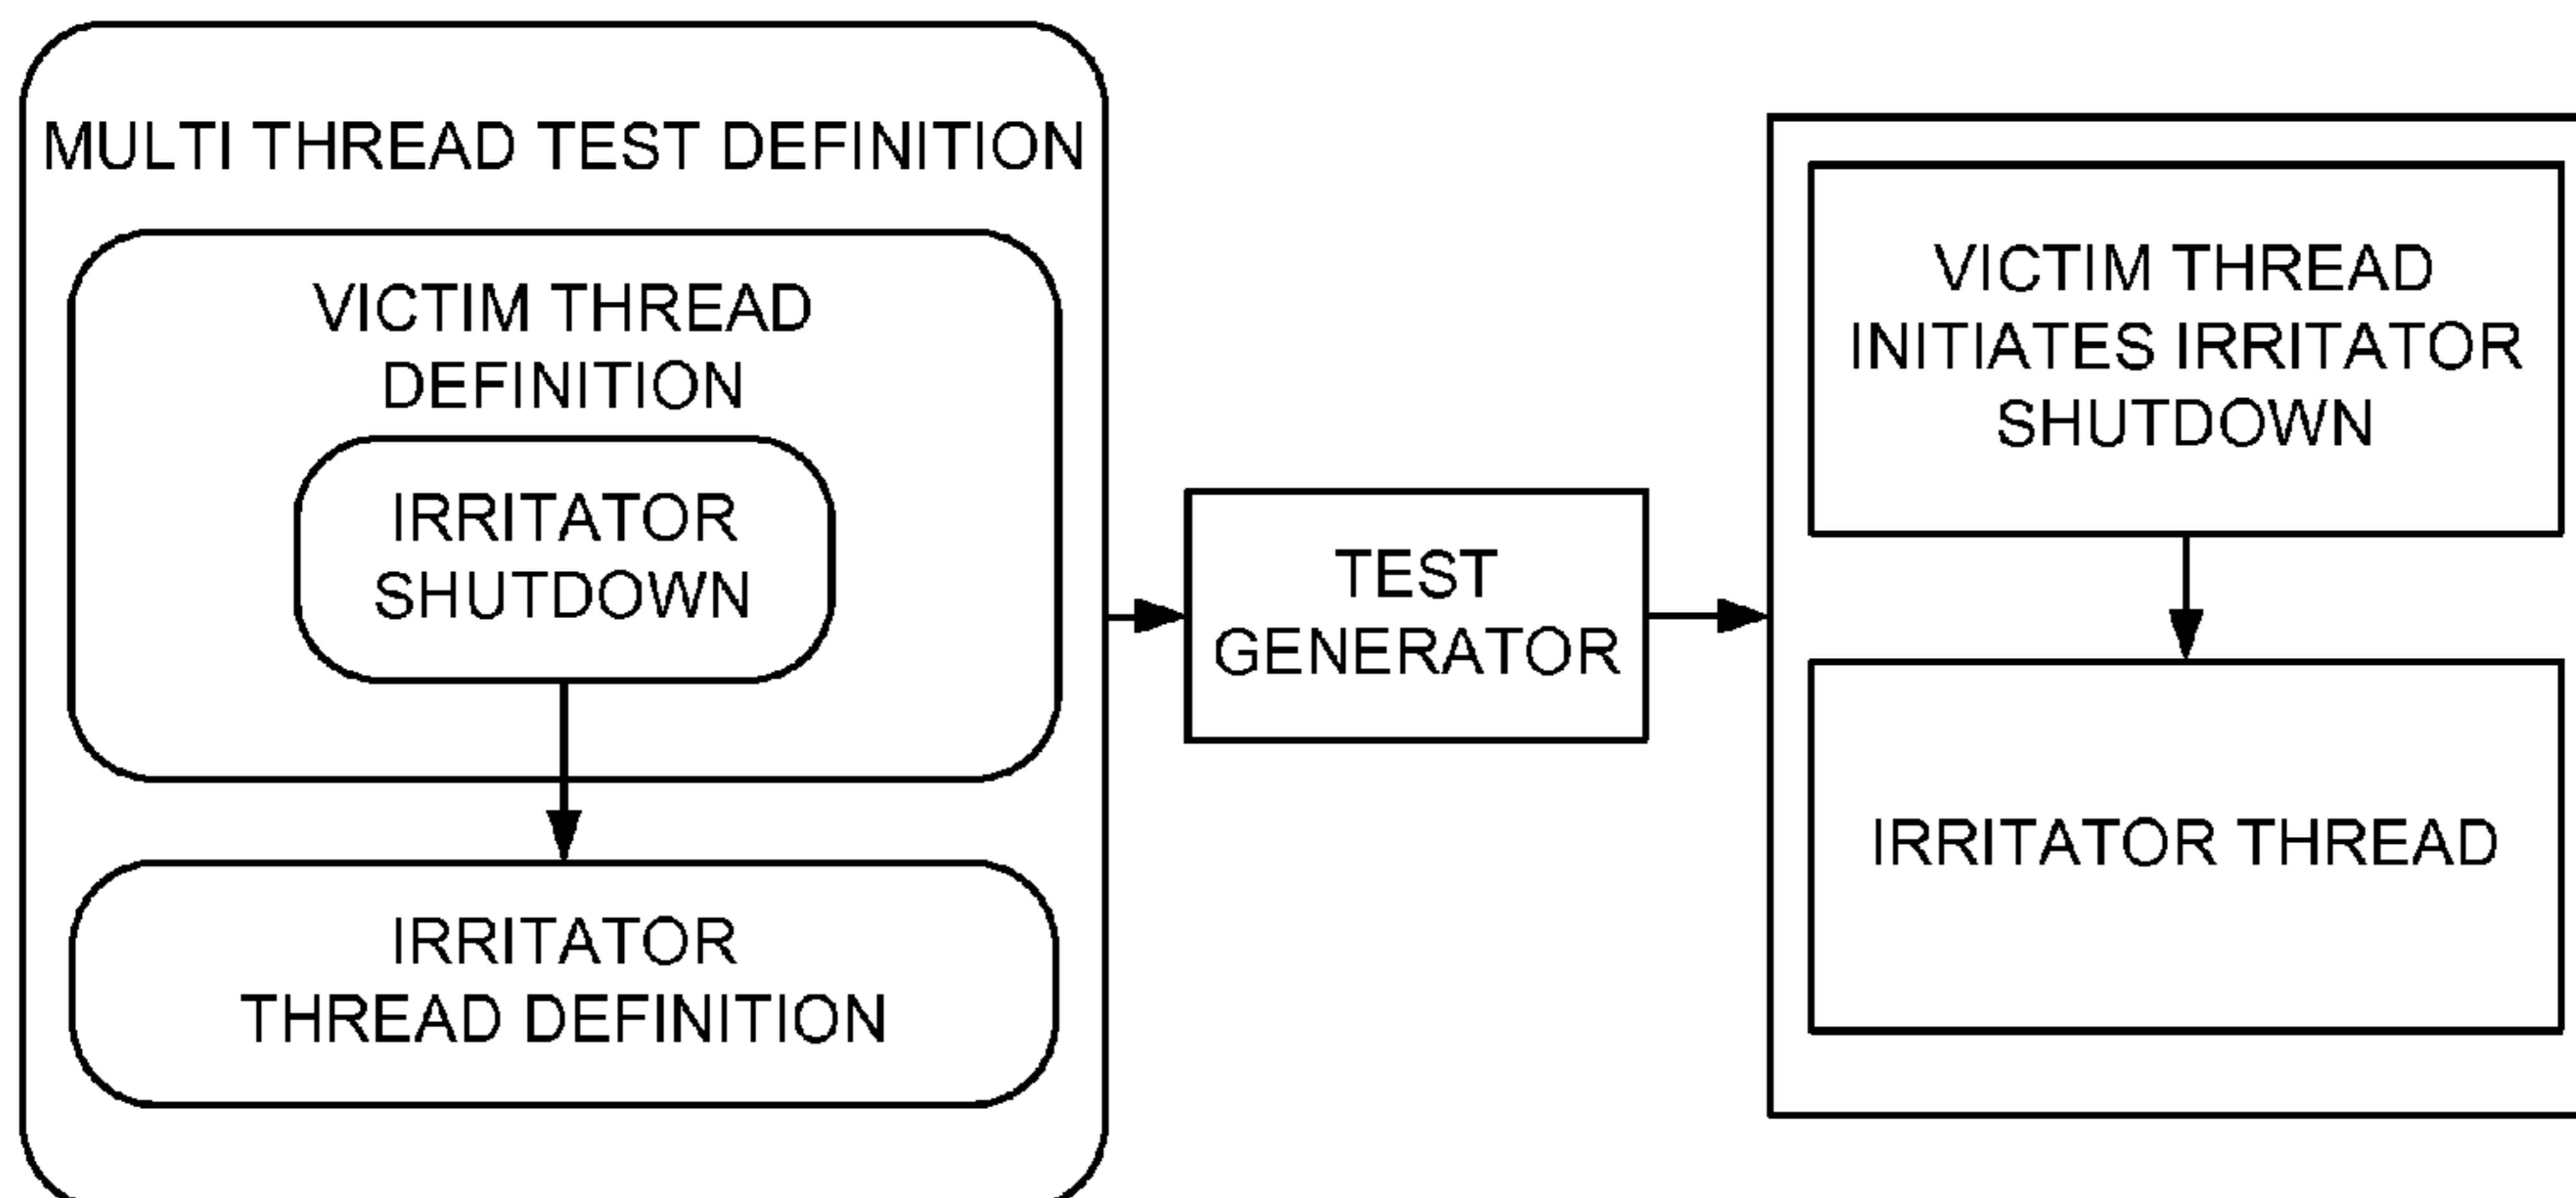 MULTI THREAD TEST DEFINITION
VICTIM THREAD
DEFINITION
IRRITATOR
SHUTDOWN
IRRITATOR
THREAD DEFINITION
TEST
GENERATOR
VICTIM THREAD
INITIATES IRRITATOR
SHUTDOWN
IRRITATOR THREAD